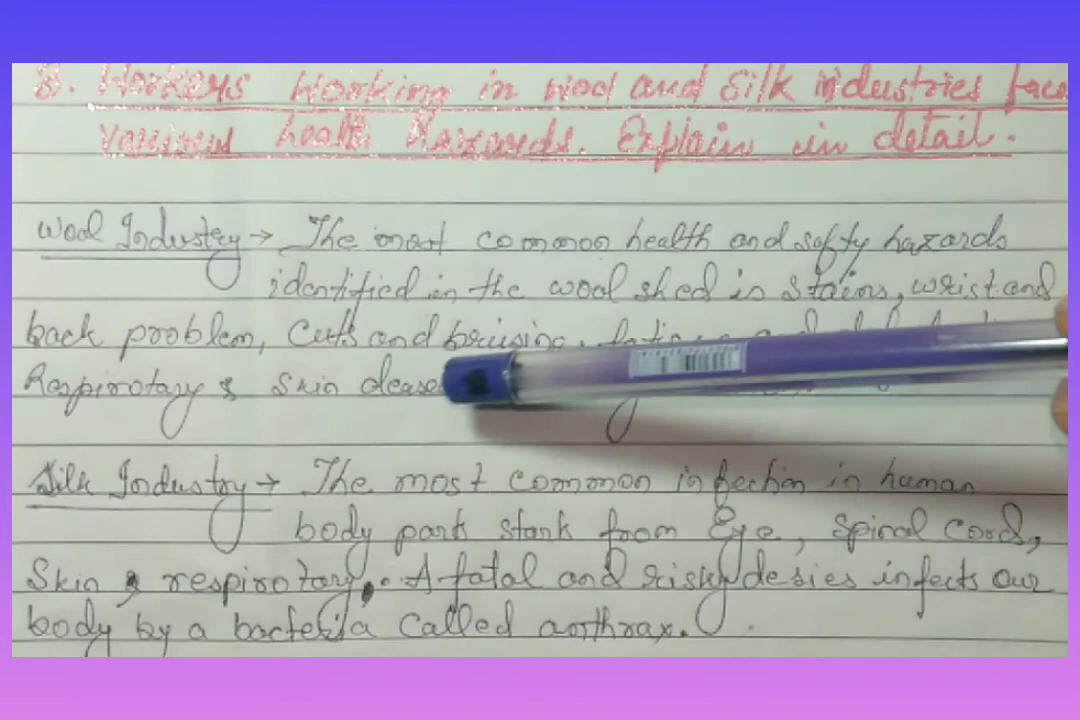 8. Workers Working in wool and Silk industries face
various health Hazards. Explain in detail.
Wool Industry → The most common health and safty hazards
identified in the wool shed is Stains, wrist and
back problem, Cuts and bruising,
Respirotary & Skin
Silk Industry → The most common infection in human
body parts start from Eye, Spinal Cord,
Skin & respirotary. A fatal and risky desies infects our
body by a bacteria called anthrax.